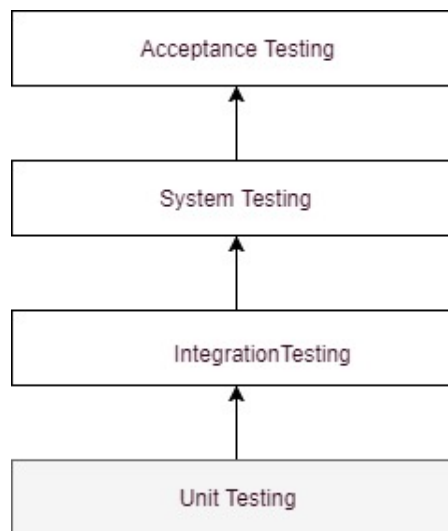 Acceptance Testing
System Testing
IntegrationTesting
Unit Testing